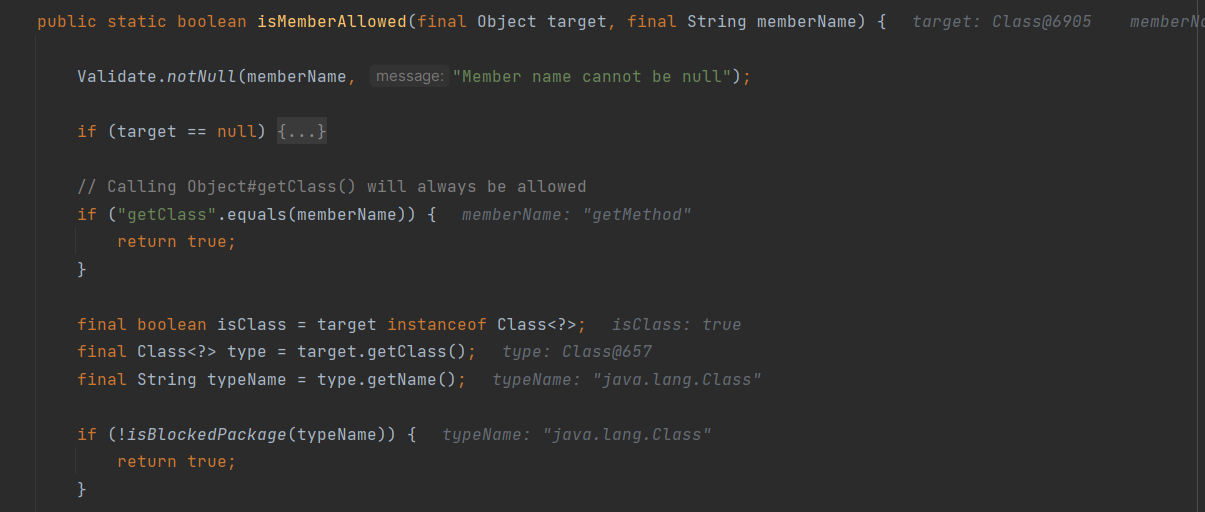 public static boolean isMemberAllowed(final Object target, final String memberName) { target: Class@6905 memberNa
Validate.notNull(memberName, message: "Member name cannot be null");
if (target == null) {...}
// Calling Object#getClass() will always be allowed
if ("getClass".equals(memberName)) { memberName: "getMethod"
return true;
}
final boolean isClass = target instanceof Class<?>; isClass: true
final Class<?> type = target.getClass(); type: Class@657
final String typeName = type.getName(); typeName: "java.lang.Class"
if (!isBlockedPackage(typeName)) { typeName: "java.lang.Class"
return true;
}